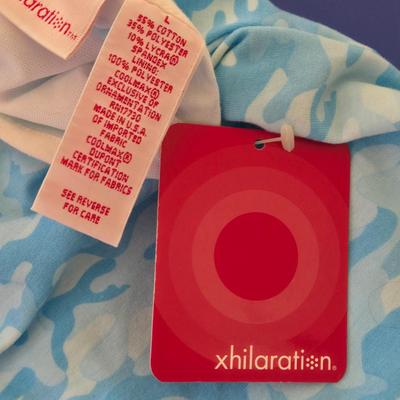 xhilaration™
L
55% COTTON
35% POLYESTER
10% LYCRA®
SPANDEX
LINING:
100% POLYESTER
COOLMAX®
EXCLUSIVE OF
ORNAMENTATION
RN17730
MADE IN U.S.A.
OF IMPORTED
FABRIC
COOLMAX®
DUPONT
CERTIFICATION
MARK FOR FABRICS
SEE REVERSE
FOR CARE
xhilaration®